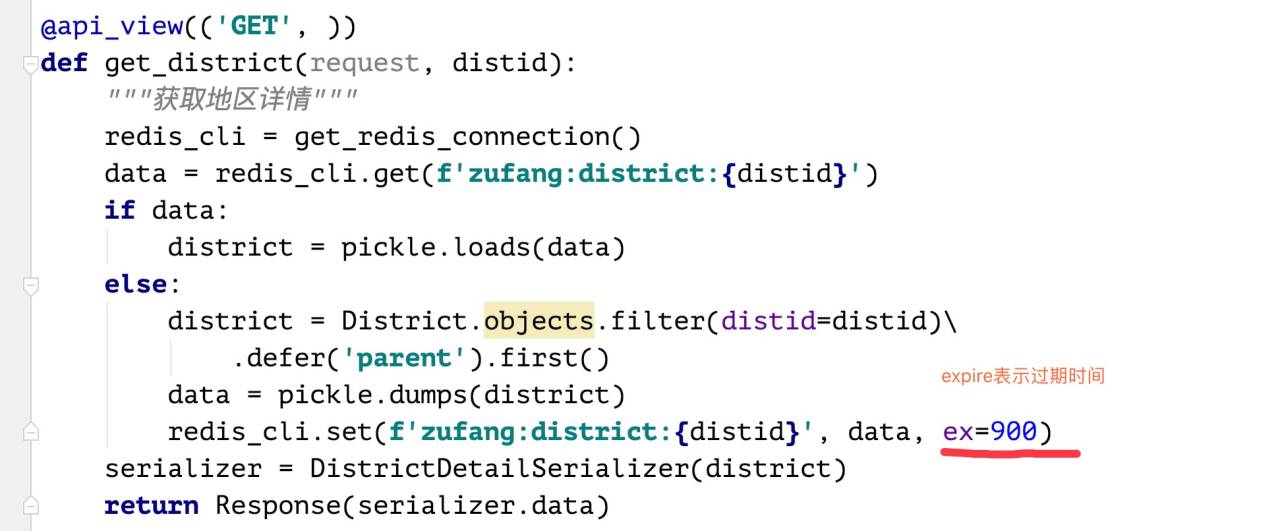 @api_view(('GET', ))
def get_district(request, distid):
    """获取地区详情"""
    redis_cli = get_redis_connection()
    data = redis_cli.get(f'zufang:district:{distid}')
    if data:
        district = pickle.loads(data)
    else:
        district = District.objects.filter(distid=distid)\
            .defer('parent').first()
expire表示过期时间
        data = pickle.dumps(district)
        redis_cli.set(f'zufang:district:{distid}', data, ex=900)
    serializer = DistrictDetailSerializer(district)
    return Response(serializer.data)